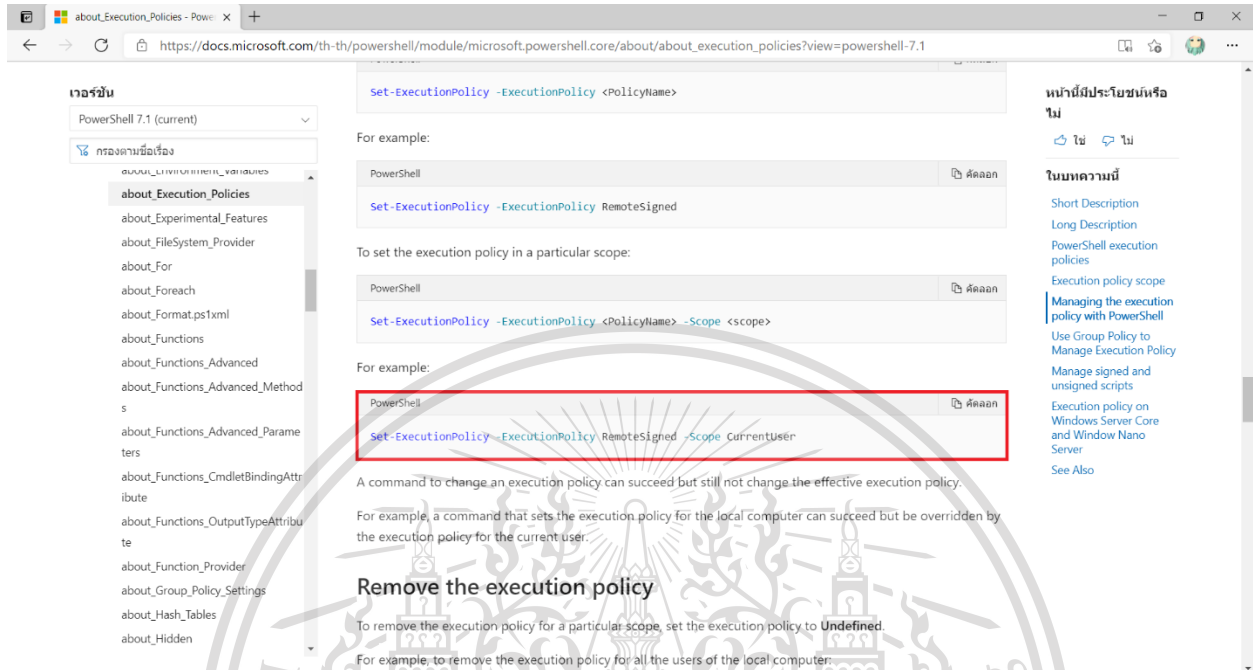 about_Execution_Policies - Power
https://docs.microsoft.com/th-th/powershell/module/microsoft.powershell.core/about/about_execution_policies?view=powershell-7.1
เวอร์ชัน
PowerShell 7.1 (current)
กรองตามชื่อเรื่อง
about_Environment_Variables
about_Execution_Policies
about_Experimental_Features
about_FileSystem_Provider
about_For
about_Foreach
about_Format.ps1xml
about_Functions
about_Functions_Advanced
about_Functions_Advanced_Method
s
about_Functions_Advanced_Parame
ters
about_Functions_CmdletBindingAttr
ibute
about_Functions_OutputTypeAttribu
te
about_Function_Provider
about_Group_Policy_Settings
about_Hash_Tables
about_Hidden
Set-ExecutionPolicy -ExecutionPolicy <PolicyName>
For example:
PowerShell
คัดลอก
Set-ExecutionPolicy -ExecutionPolicy RemoteSigned
To set the execution policy in a particular scope:
PowerShell
คัดลอก
Set-ExecutionPolicy -ExecutionPolicy <PolicyName> -Scope <scope>
For example:
PowerShell
คัดลอก
Set-ExecutionPolicy -ExecutionPolicy RemoteSigned -Scope CurrentUser
A command to change an execution policy can succeed but still not change the effective execution policy.
For example, a command that sets the execution policy for the local computer can succeed but be overridden by
the execution policy for the current user.
Remove the execution policy
To remove the execution policy for a particular scope, set the execution policy to Undefined.
For example, to remove the execution policy for all the users of the local computer:
หน้านี้มีประโยชน์หรือ
ไม่
ใช่ ไม่
ในบทความนี้
Short Description
Long Description
PowerShell execution
policies
Execution policy scope
Managing the execution
policy with PowerShell
Use Group Policy to
Manage Execution Policy
Manage signed and
unsigned scripts
Execution policy on
Windows Server Core
and Window Nano
Server
See Also